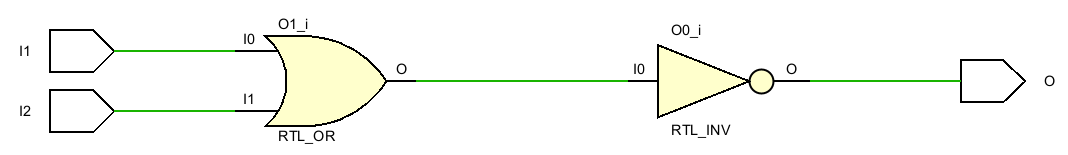 I1
I2
O1_i
I0
I1
O
RTL_OR
O0_i
I0
O
RTL_INV
O